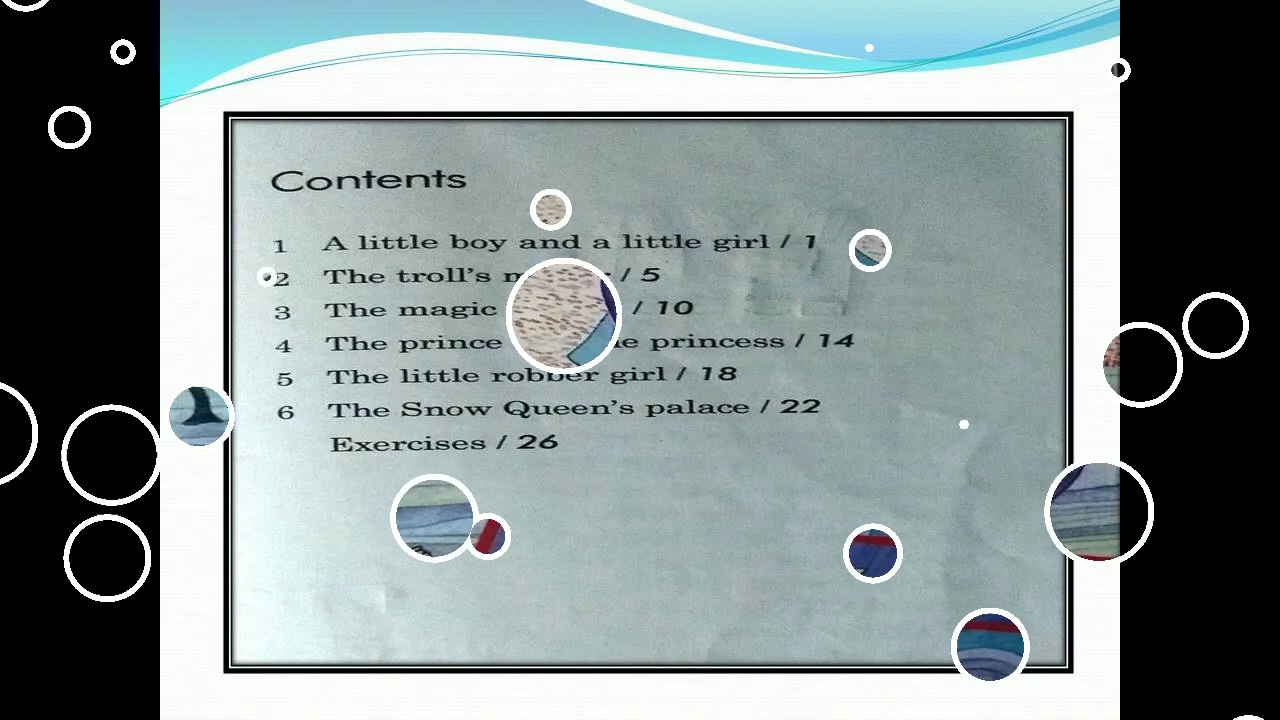 Contents
1 A little boy and a little girl / 1
2 The troll's / 5
3 The magic / 10
4 The prince princess / 14
5 The little robber girl / 18
6 The Snow Queen's palace / 22
Exercises / 26